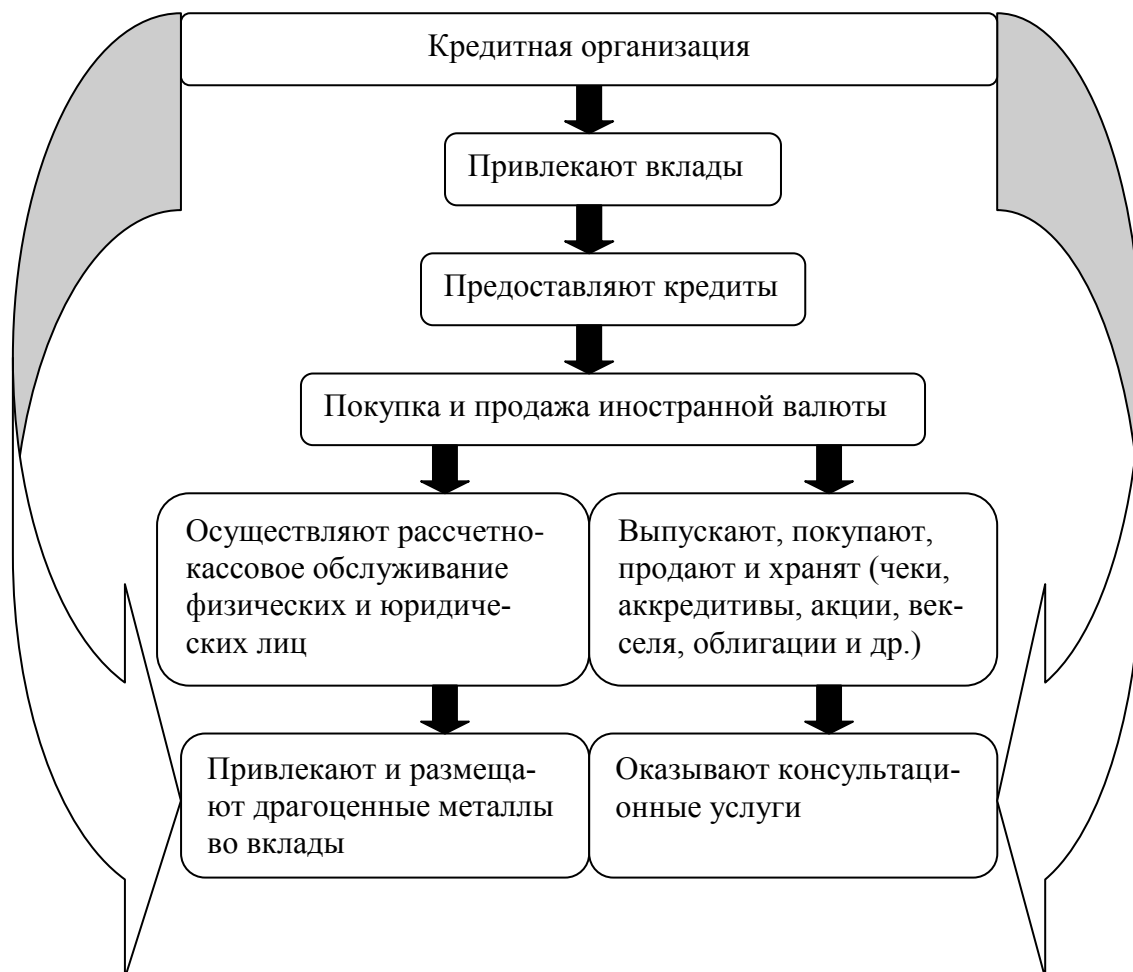 Кредитная организация
Привлекают вклады
Предоставляют кредиты
Покупка и продажа иностранной валюты
Осуществляют рассчетно-
кассовое обслуживание
физических и юридиче-
ских лиц
Выпускают, покупают,
продают и хранят (чеки,
аккредитивы, акции, век-
селя, облигации и др.)
Привлекают и размеща-
ют драгоценные металлы
во вклады
Оказывают консультаци-
онные услуги